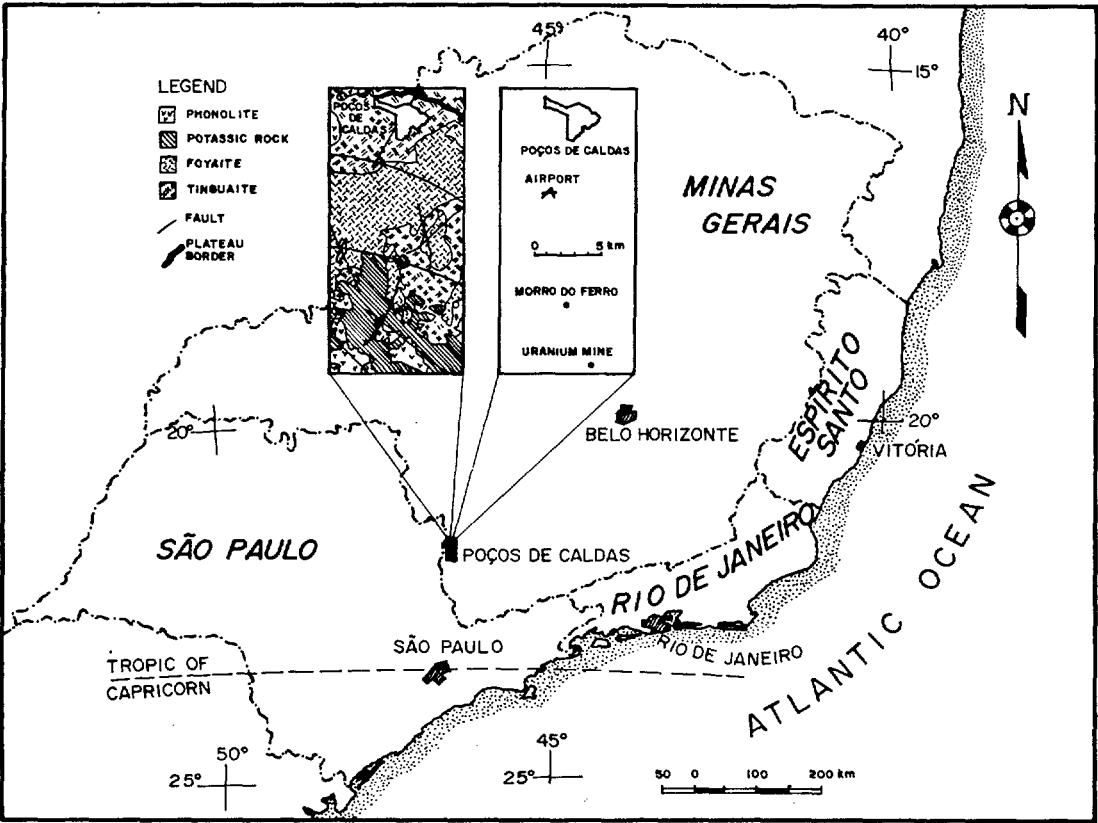 45°
40°
15°
LEGEND
PHONOLITE
POTASSIC ROCK
FOYAITE
TINGUAITE
FAULT
PLATEAU
BORDER
POÇOS
DE
CALDAS
POÇOS DE CALDAS
AIRPORT
0 5 km
MORRO DO FERRO
URANIUM MINE
N
MINAS
GERAIS
ESPÍRITO
SANTO
20°
BELO HORIZONTE
20°
VITÓRIA
SÃO PAULO
POÇOS DE CALDAS
RIO DE JANEIRO
SÃO PAULO
RIO DE JANEIRO
TROPIC OF
CAPRICORN
ATLANTIC OCEAN
50°
25°
45°
25°
50 0 100 200 km